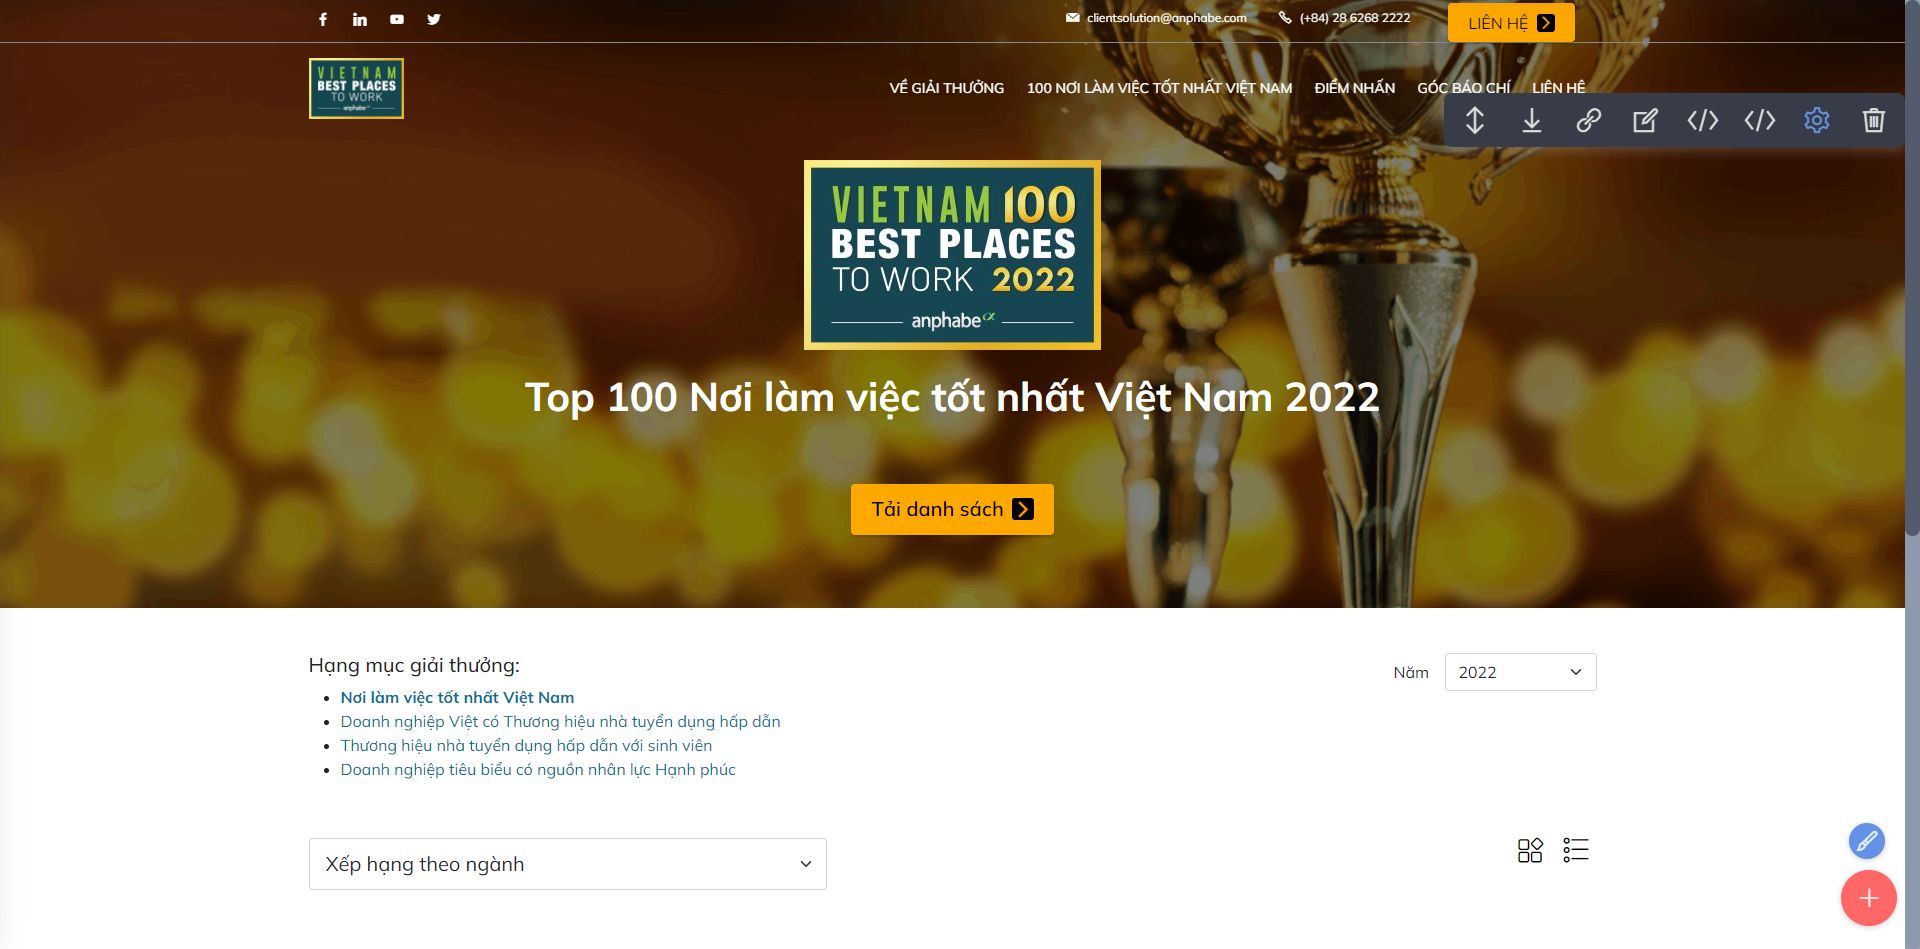 clientsolution@anphabe.com
(+84) 28 6268 2222
LIÊN HỆ
VIETNAM
BEST PLACES
TO WORK
anphabe
VỀ GIẢI THƯỞNG
100 NƠI LÀM VIỆC TỐT NHẤT VIỆT NAM
ĐIỂM NHẤN
GÓC BÁO CHÍ
LIÊN HỆ
VIETNAM 100
BEST PLACES
TO WORK 2022
anphabe
Top 100 Nơi làm việc tốt nhất Việt Nam 2022
Tải danh sách
Hạng mục giải thưởng:
Năm
2022
Nơi làm việc tốt nhất Việt Nam
Doanh nghiệp Việt có Thương hiệu nhà tuyển dụng hấp dẫn
Thương hiệu nhà tuyển dụng hấp dẫn với sinh viên
Doanh nghiệp tiêu biểu có nguồn nhân lực Hạnh phúc
Xếp hạng theo ngành